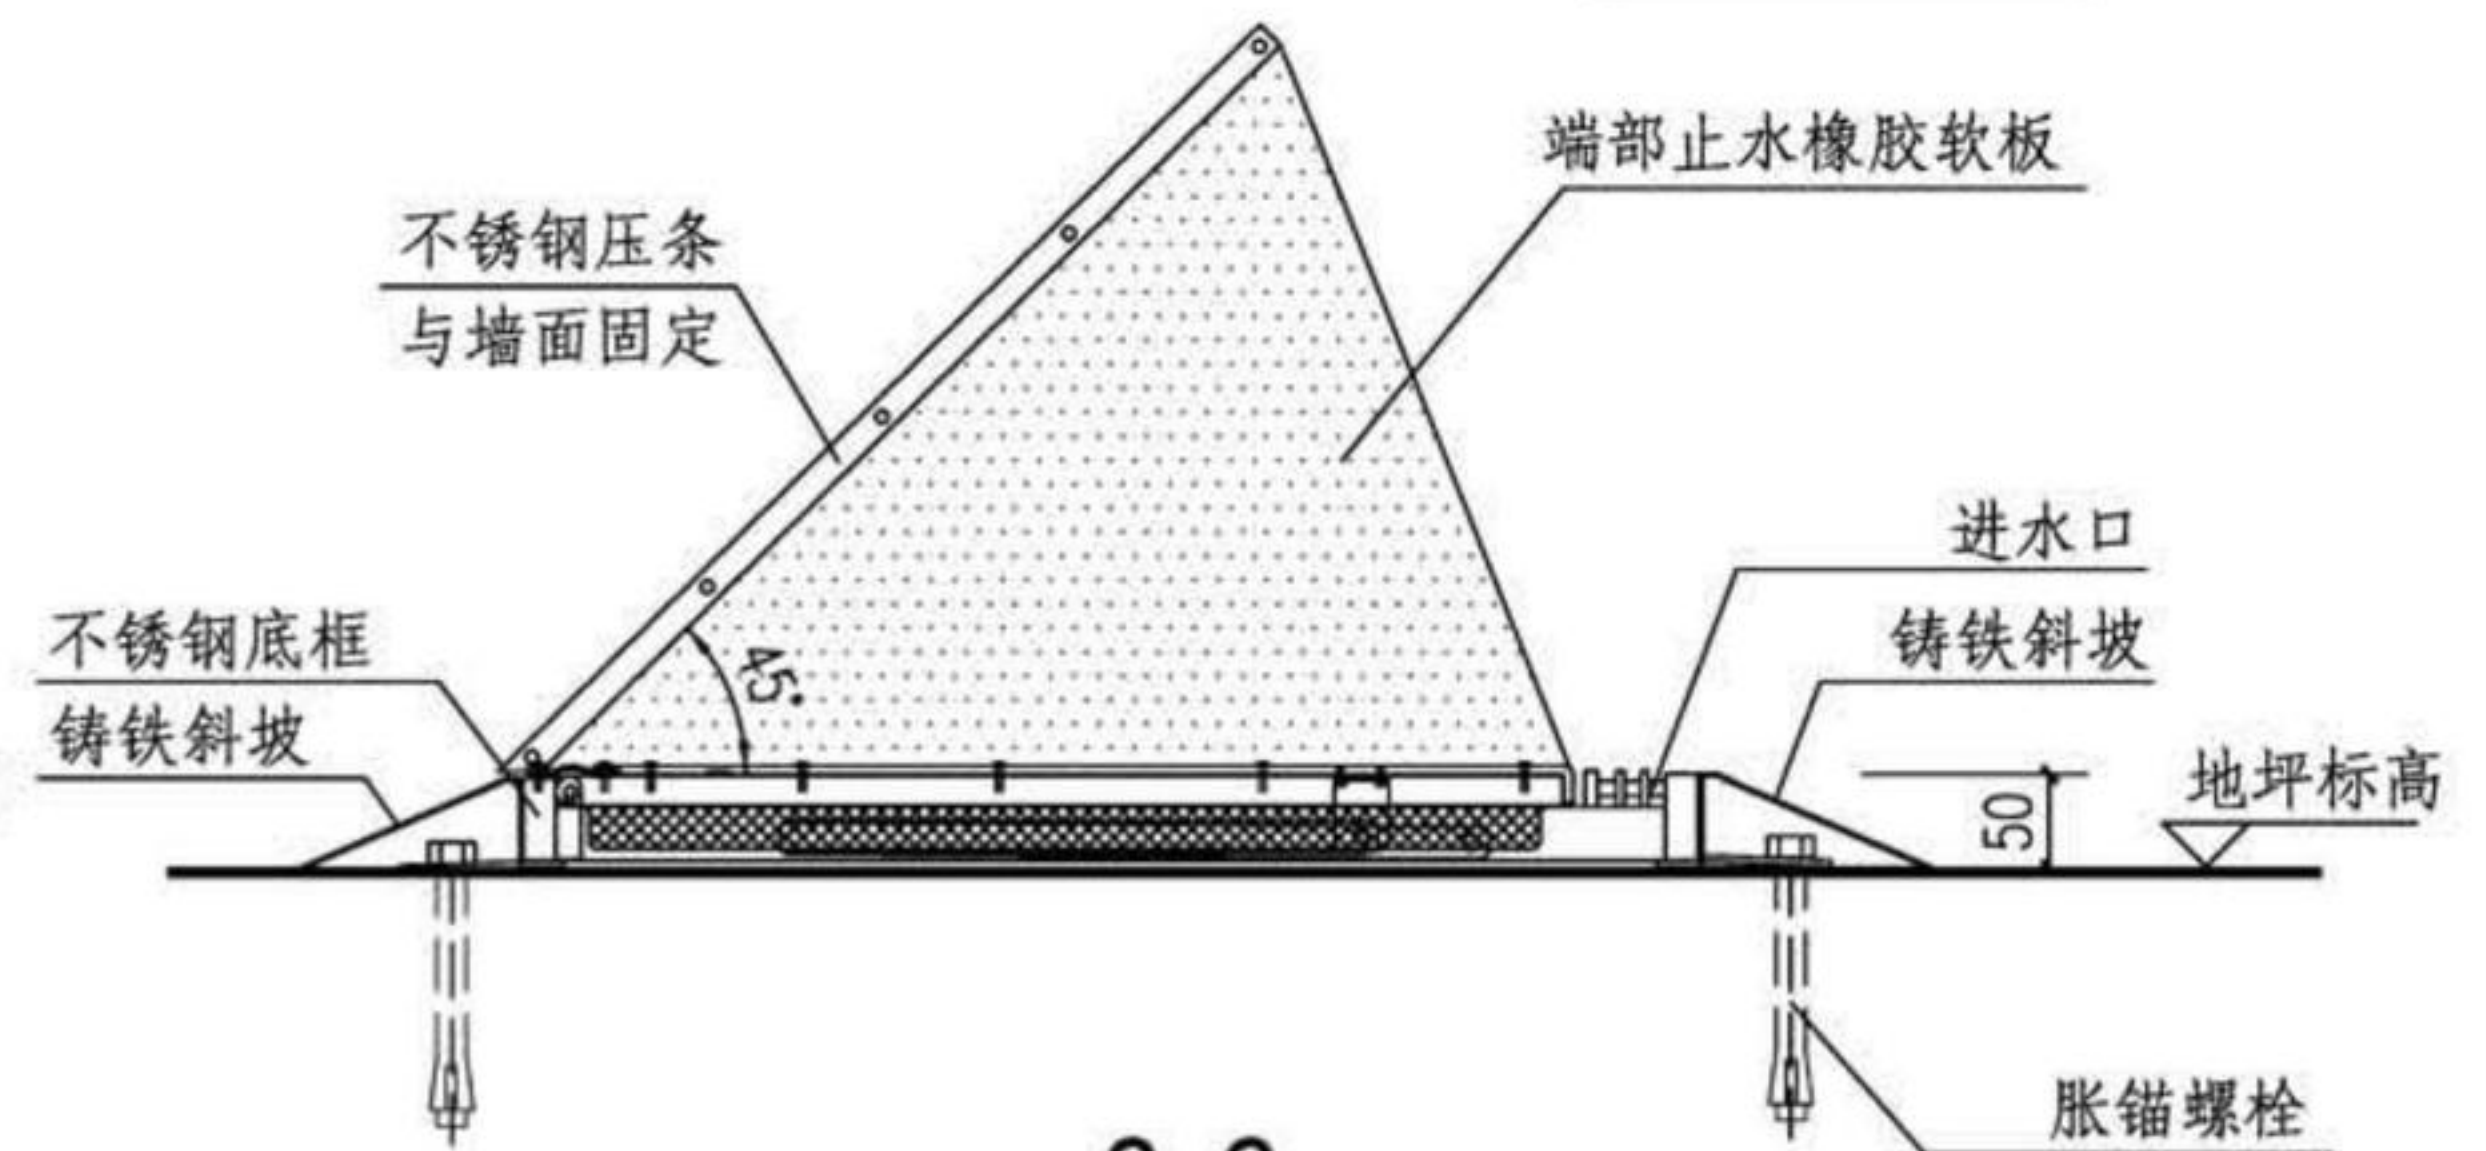 端部止水橡胶软板
不锈钢压条
与墙面固定
进水口
不锈钢底框
铸铁斜坡
铸铁斜坡
45°
地坪标高
50
胀锚螺栓